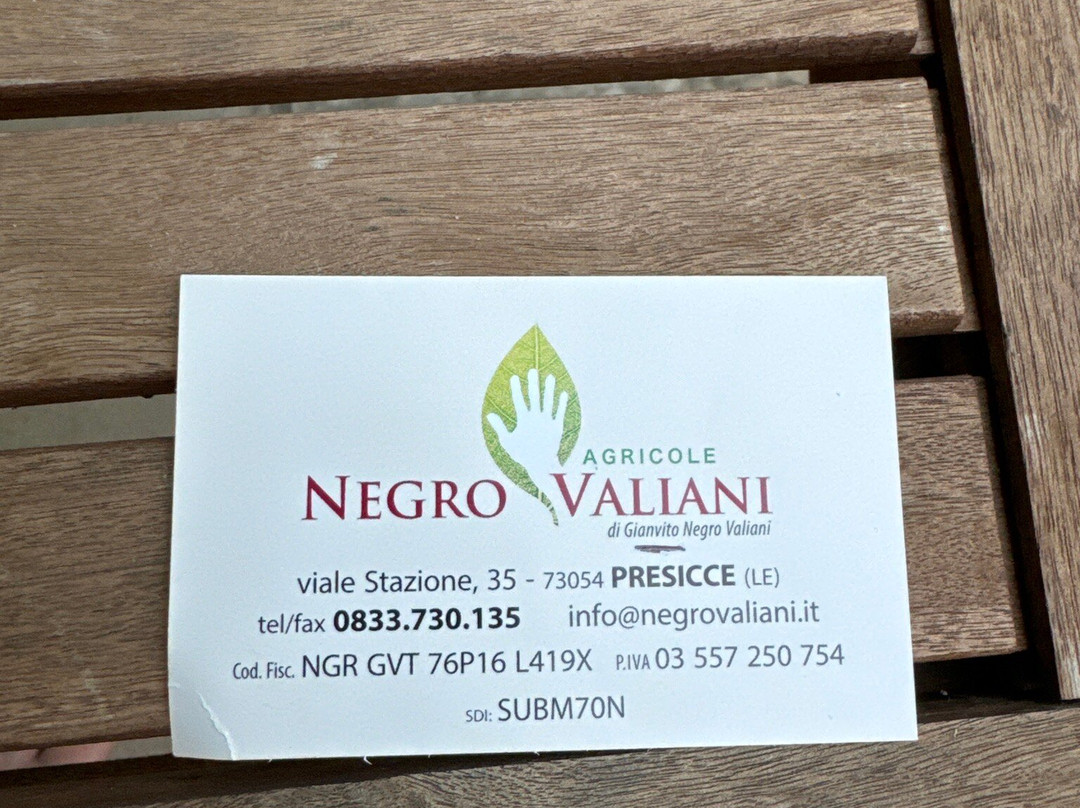 AGRICOLE
NEGRO VALIANI
di Gianvito Negro Valiani
viale Stazione, 35 - 73054 PRESICCE (LE)
tel/fax 0833.730.135 info@negrovaliani.it
Cod. Fisc. NGR GVT 76P16 L419X P.IVA 03 557 250 754
SDI: SUBM70N